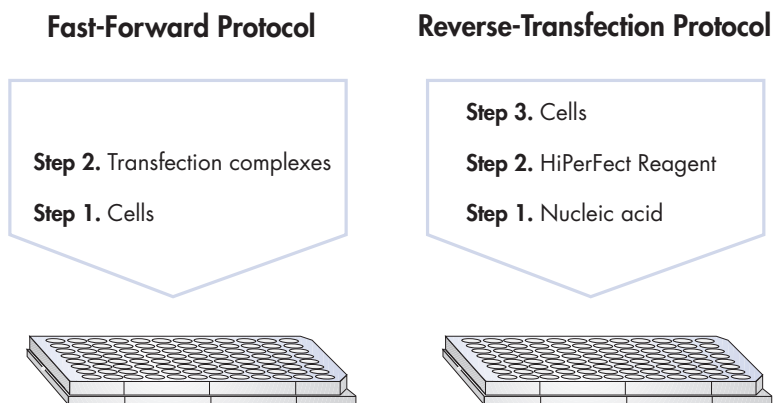 Fast-Forward Protocol
Step 2. Transfection complexes
Step 1. Cells
Reverse-Transfection Protocol
Step 3. Cells
Step 2. HiPerFect Reagent
Step 1. Nucleic acid